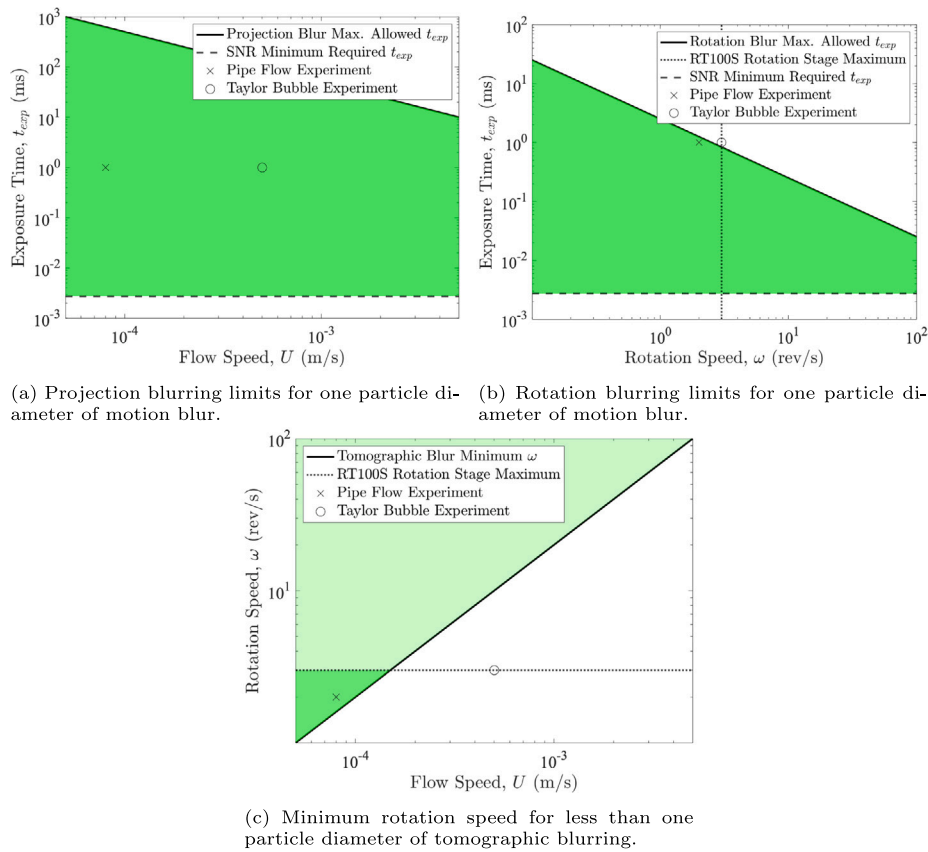 10^3
10^2
10^1
10^0
10^-1
10^-2
10^-3
Exposure Time, t_exp (ms)
Projection Blur Max. Allowed t_exp
SNR Minimum Required t_exp
Pipe Flow Experiment
Taylor Bubble Experiment
10^-4
10^-3
Flow Speed, U (m/s)
(a) Projection blurring limits for one particle di-
ameter of motion blur.
10^2
10^1
10^0
10^-1
10^-2
10^-3
Exposure Time, t_exp (ms)
Rotation Blur Max. Allowed t_exp
RT100S Rotation Stage Maximum
SNR Minimum Required t_exp
Pipe Flow Experiment
Taylor Bubble Experiment
10^0
10^1
10^2
Rotation Speed, ω (rev/s)
(b) Rotation blurring limits for one particle di-
ameter of motion blur.
10^2
10^1
Rotation Speed, ω (rev/s)
Tomographic Blur Minimum ω
RT100S Rotation Stage Maximum
Pipe Flow Experiment
Taylor Bubble Experiment
10^-4
10^-3
Flow Speed, U (m/s)
(c) Minimum rotation speed for less than one
particle diameter of tomographic blurring.